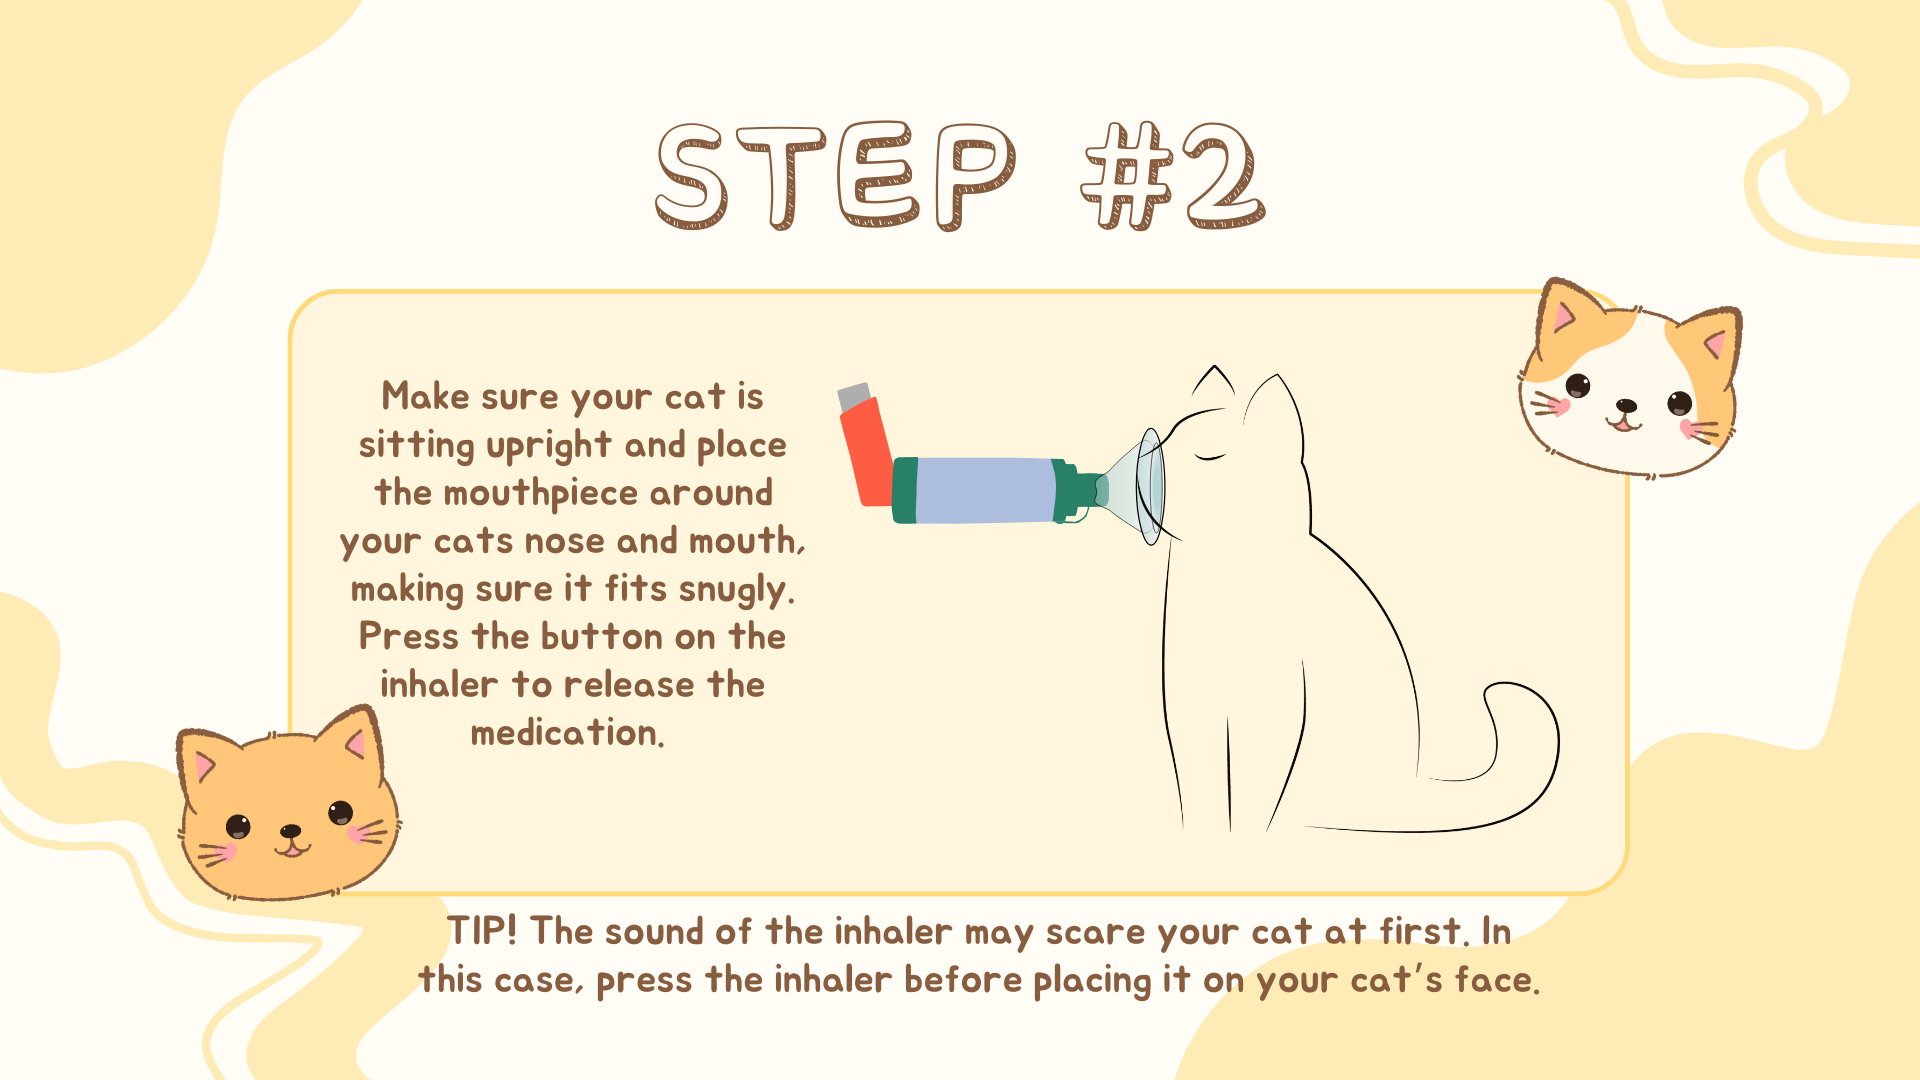 STEP #2
Make sure your cat is
sitting upright and place
the mouthpiece around
your cats nose and mouth,
making sure it fits snugly.
Press the button on the
inhaler to release the
medication.
TIP! The sound of the inhaler may scare your cat at first. In
this case, press the inhaler before placing it on your cat's face.